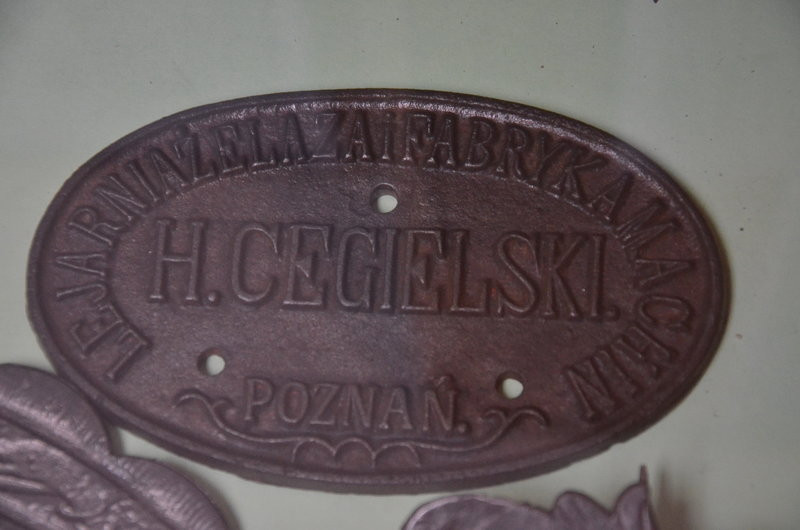 LEJARNIA ŻELAZA i FABRYKA MACHIN
H. CEGIELSKI.
POZNAŃ.